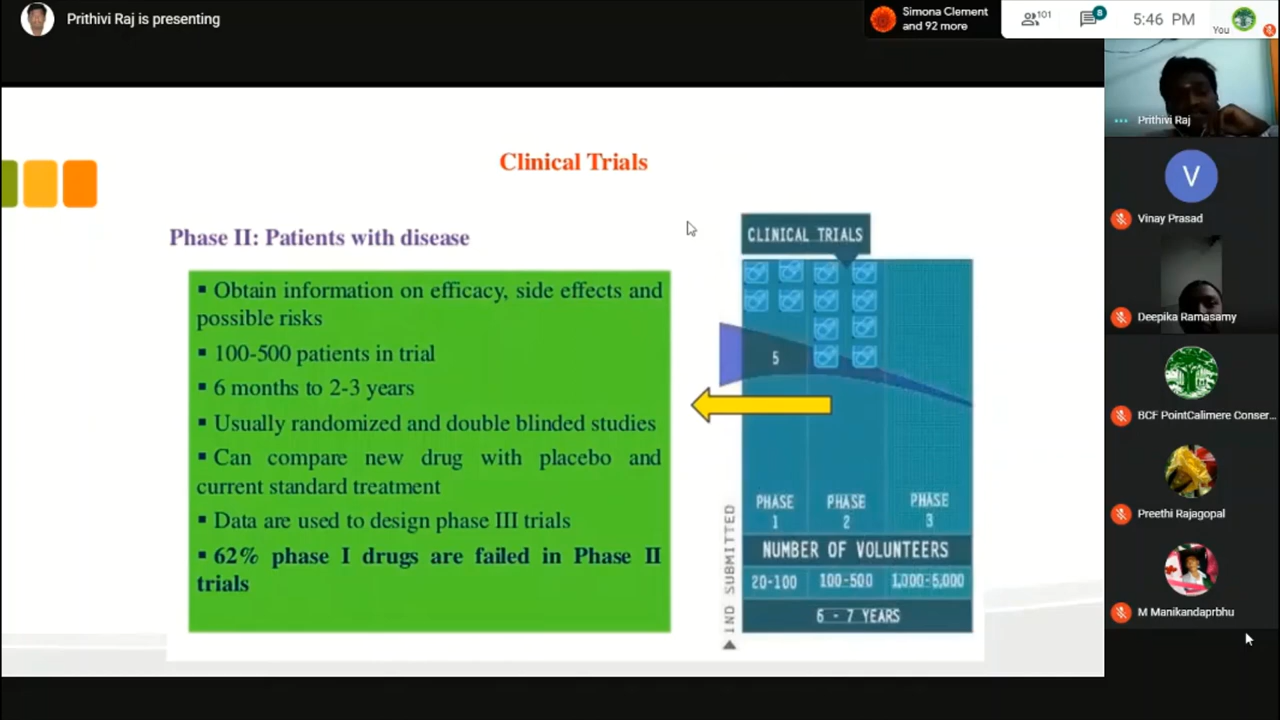 Prithivi Raj is presenting
Simona Clement
and 92 more
101
8
5:46 PM
You
Clinical Trials
Phase II: Patients with disease
▪ Obtain information on efficacy, side effects and
possible risks
▪ 100-500 patients in trial
▪ 6 months to 2-3 years
▪ Usually randomized and double blinded studies
▪ Can compare new drug with placebo and
current standard treatment
▪ Data are used to design phase III trials
▪ 62% phase I drugs are failed in Phase II
trials
CLINICAL TRIALS
5
PHASE
1
PHASE
2
PHASE
3
NUMBER OF VOLUNTEERS
20-100
100-500
1,000-5,000
6 - 7 YEARS
IND SUBMITTED
Prithivi Raj
V
Vinay Prasad
Deepika Ramasamy
BCF PointCalimere Conser...
Preethi Rajagopal
M Manikandaprbhu